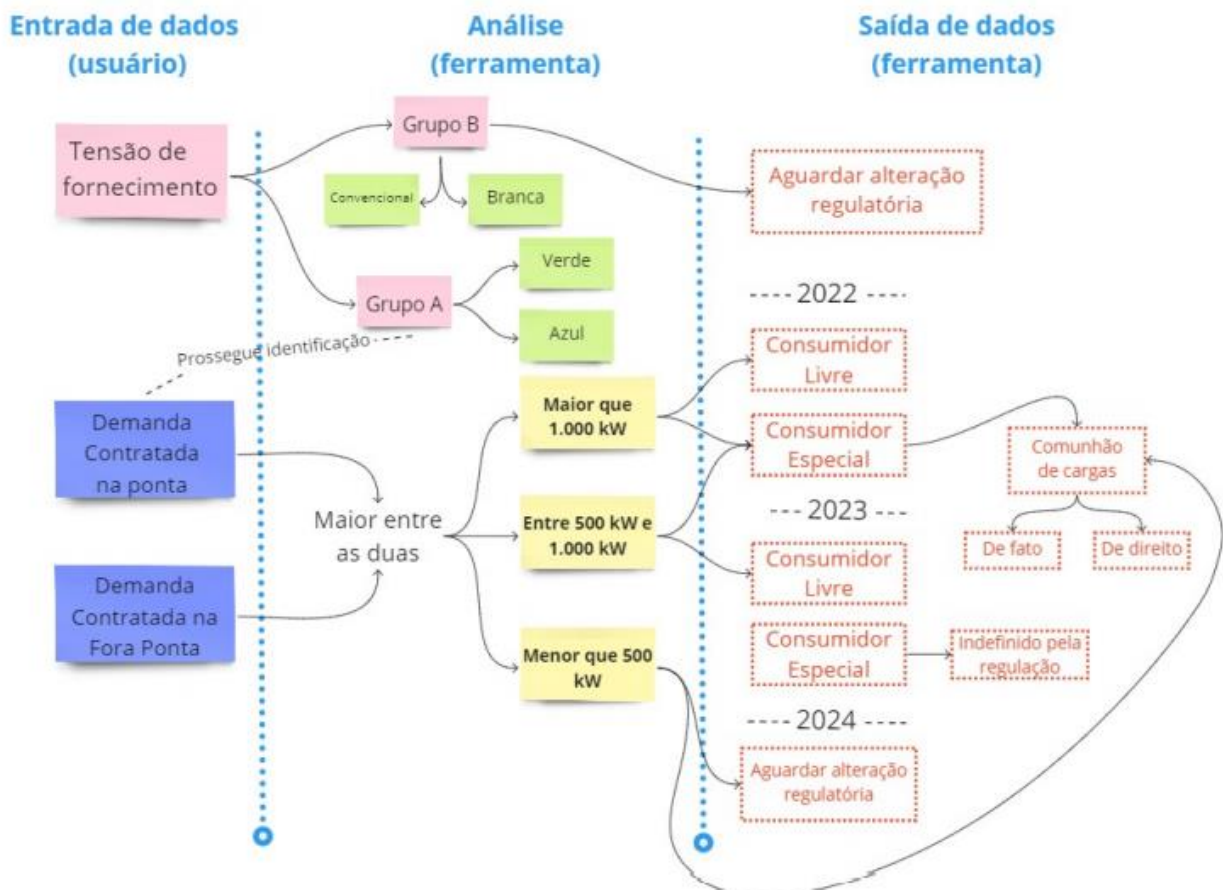 Entrada de dados
(usuário)
Análise
(ferramenta)
Saída de dados
(ferramenta)
Tensão de
fornecimento
Grupo B
Convencional
Branca
Aguardar alteração
regulatória
Verde
Grupo A
Azul
Prossegue identificação
---- 2022 ----
Consumidor
Livre
Demanda
Contratada
na ponta
Maior que
1.000 kW
Consumidor
Especial
Comunhão
de cargas
De fato
De direito
Maior entre
as duas
Entre 500 kW e
1.000 kW
---- 2023 ----
Consumidor
Livre
Demanda
Contratada na
Fora Ponta
Menor que 500
kW
Consumidor
Especial
Indefinido pela
regulação
---- 2024 ----
Aguardar alteração
regulatória